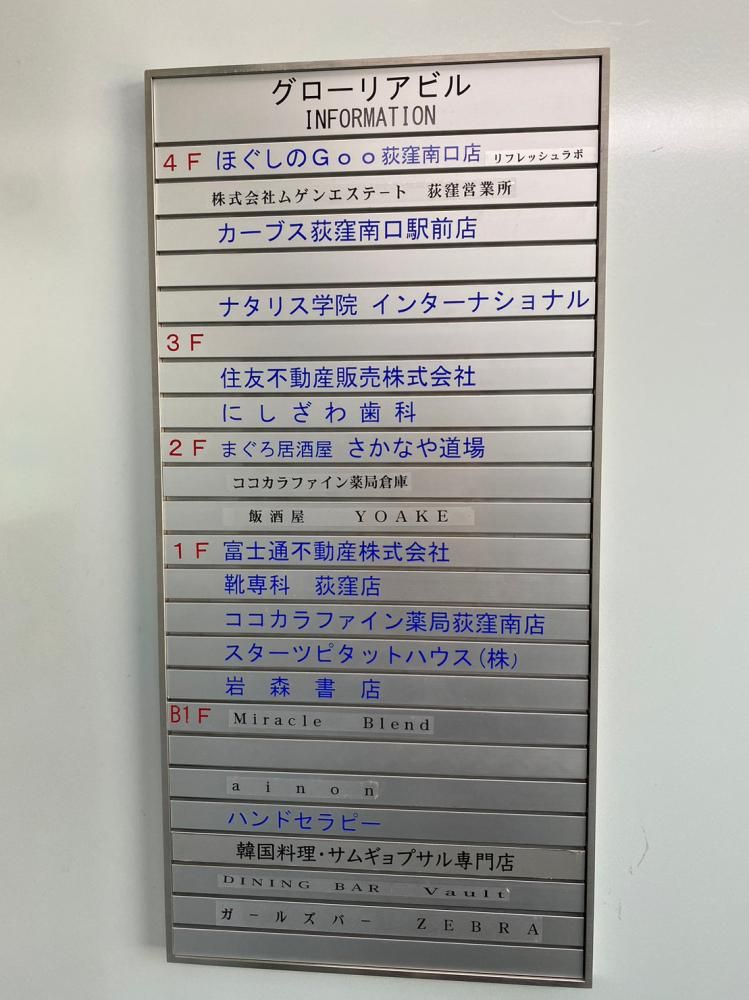 グローリアビル
INFORMATION
4F ほぐしのGoo荻窪南口店 リフレッシュラボ
株式会社ムゲンエステート 荻窪営業所
カーブス荻窪南口駅前店
ナタリス学院 インターナショナル
3F
住友不動産販売株式会社
にしざわ歯科
2F まぐろ居酒屋 さかなや道場
ココカラファイン薬局倉庫
飯酒屋 YOAKE
1F 富士通不動産株式会社
靴専科 荻窪店
ココカラファイン薬局荻窪南店
スターツピタットハウス(株)
岩森書店
B1F Miracle Blend
ainon
ハンドセラピー
韓国料理・サムギョプサル専門店
DINING BAR Vault
ガールズバー ZEBRA